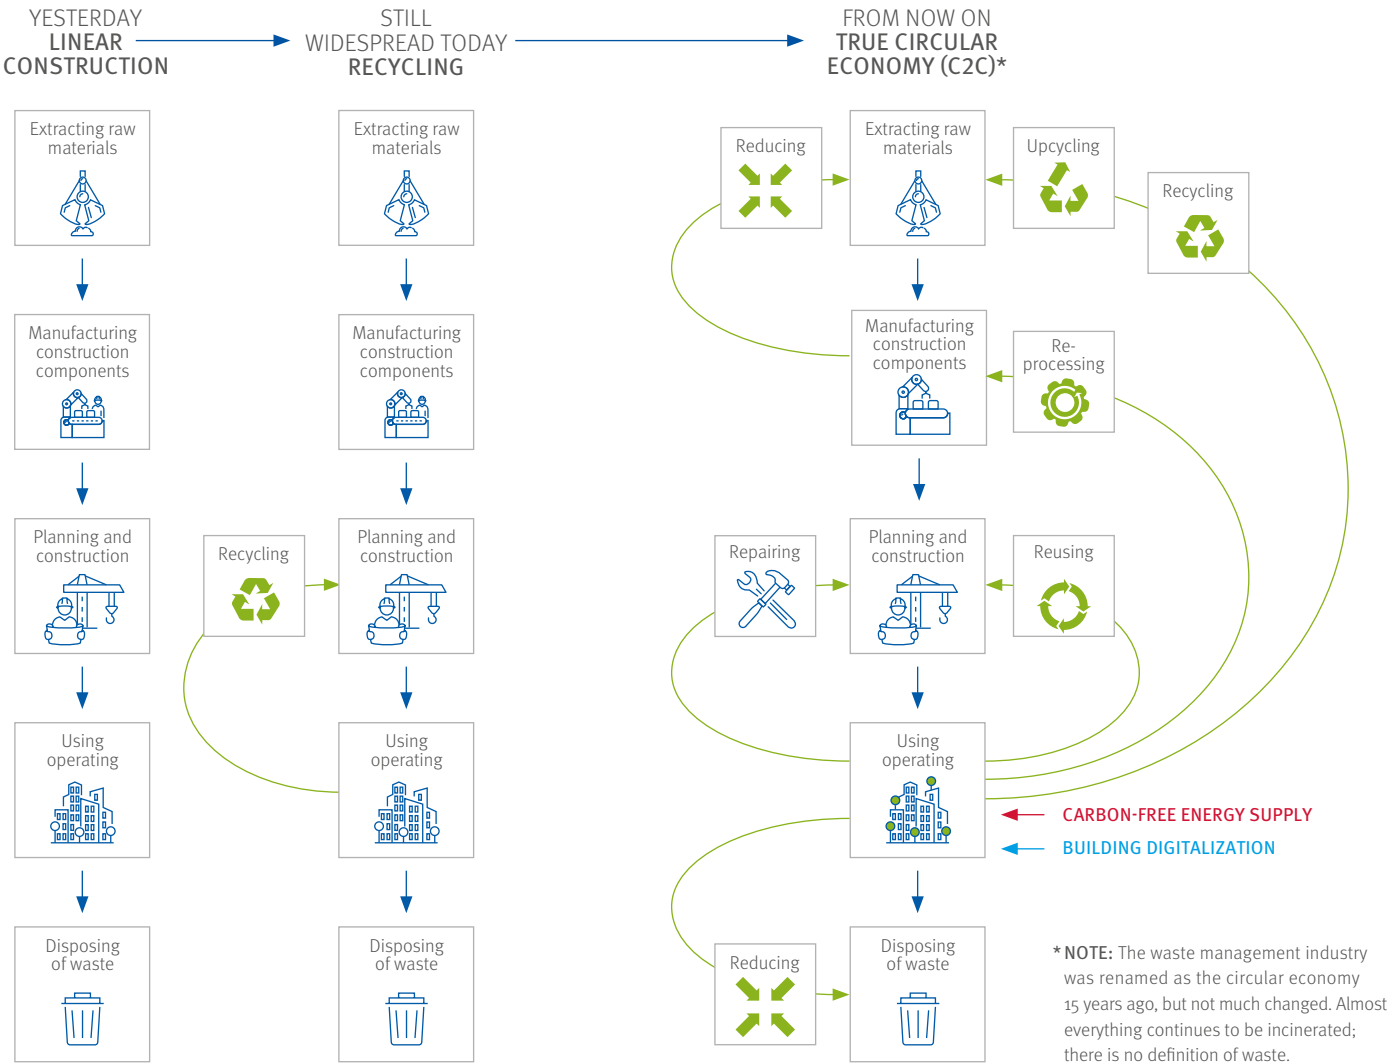 YESTERDAY
LINEAR
CONSTRUCTION
STILL
WIDESPREAD TODAY
RECYCLING
FROM NOW ON
TRUE CIRCULAR
ECONOMY (C2C)*
Extracting raw
materials
Manufacturing
construction
components
Planning and
construction
Using
operating
Disposing
of waste
Extracting raw
materials
Manufacturing
construction
components
Recycling
Planning and
construction
Using
operating
Disposing
of waste
Reducing
Extracting raw
materials
Upcycling
Recycling
Manufacturing
construction
components
Re-
processing
Repairing
Planning and
construction
Reusing
Using
operating
CARBON-FREE ENERGY SUPPLY
BUILDING DIGITALIZATION
Reducing
Disposing
of waste
* NOTE: The waste management industry
was renamed as the circular economy
15 years ago, but not much changed. Almost
everything continues to be incinerated;
there is no definition of waste.